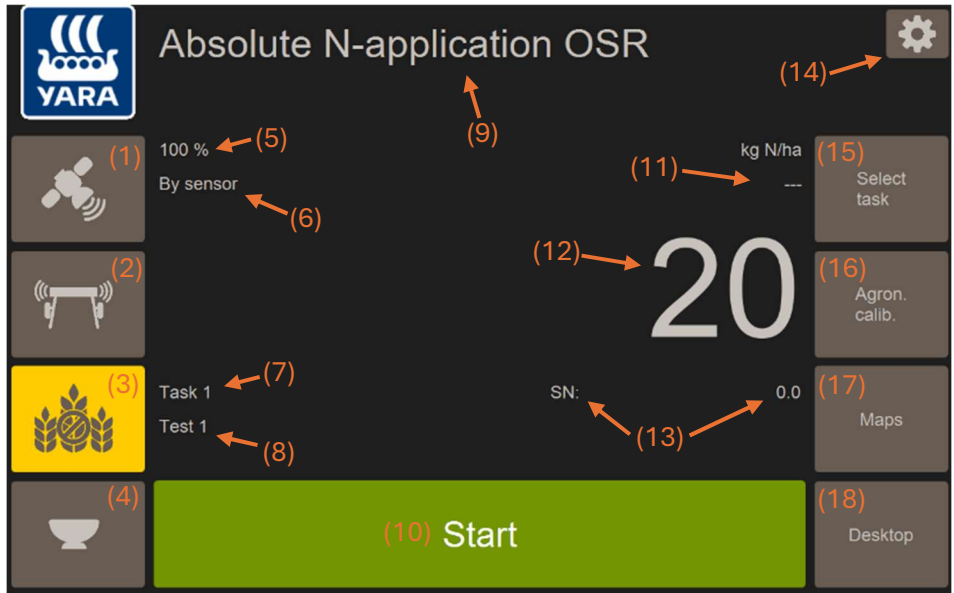 YARA
Absolute N-application OSR
(14)
(9)
(1)
100 %
(5)
kg N/ha
(15)
By sensor
(6)
(11)
---
Select
task
(2)
(12)
20
(16)
Agron.
calib.
(3)
Task 1
(7)
SN:
0.0
(17)
Test 1
(8)
(13)
Maps
(4)
(10) Start
(18)
Desktop